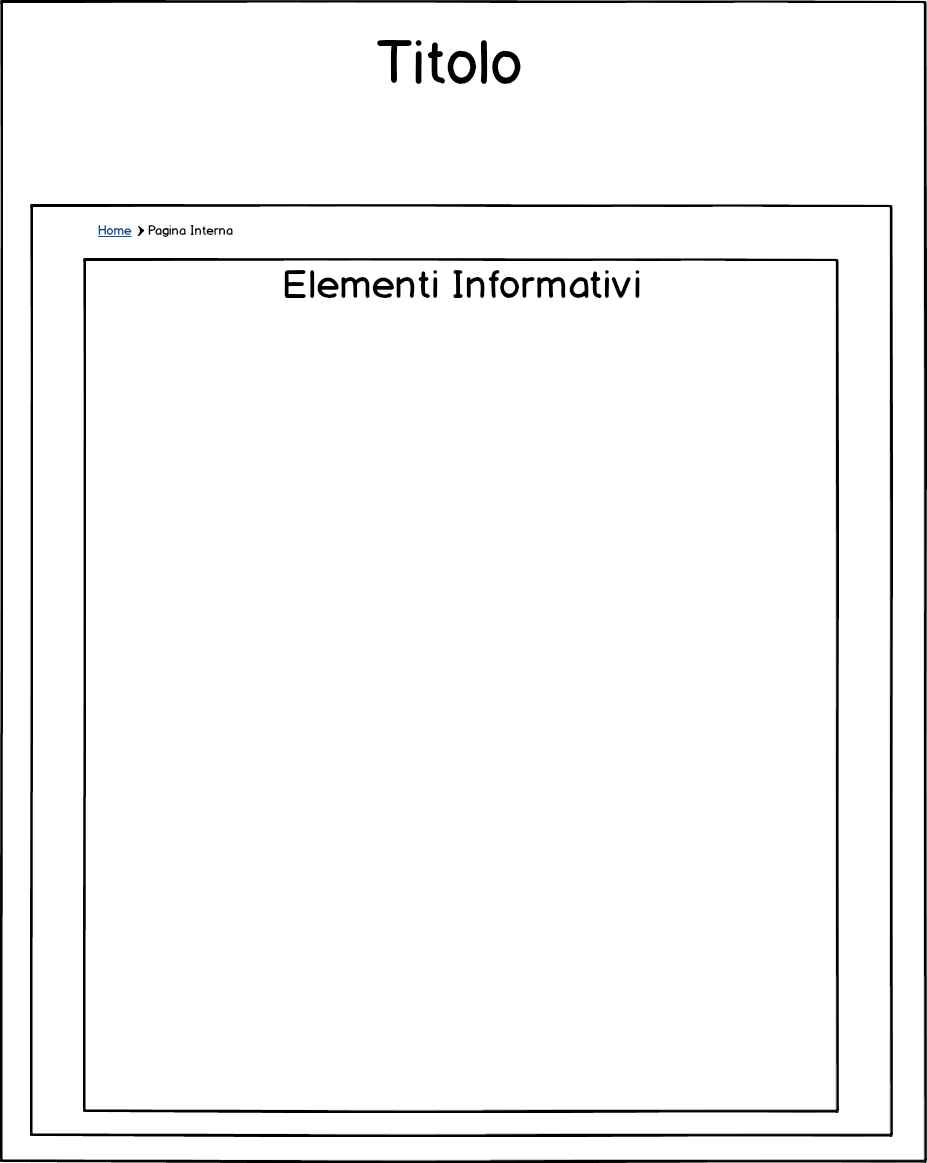 Titolo
Home > Pagina Interna
Elementi Informativi